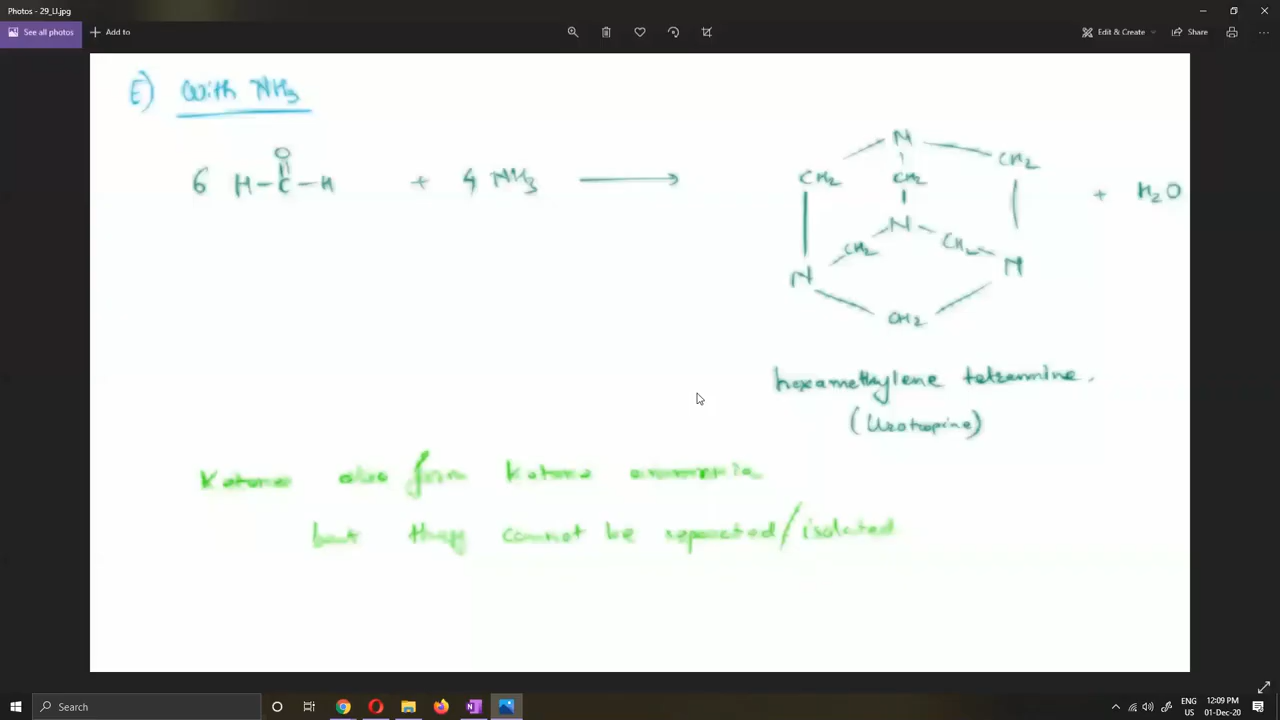 Photos - 29_LI.jpg
See all photos
Add to
Edit & Create
Share
E) With NH3
6 H-C-H + 4 NH3 → + H2O
O
N
CH2 CH2 CH2
N
CH2 CH2
N N
CH2
hexamethylene tetrammine.
(Urotropine)
Ketones also form Ketone ammonia
but they cannot be / isolated
Search
ENG
US
12:09 PM
01-Dec-20